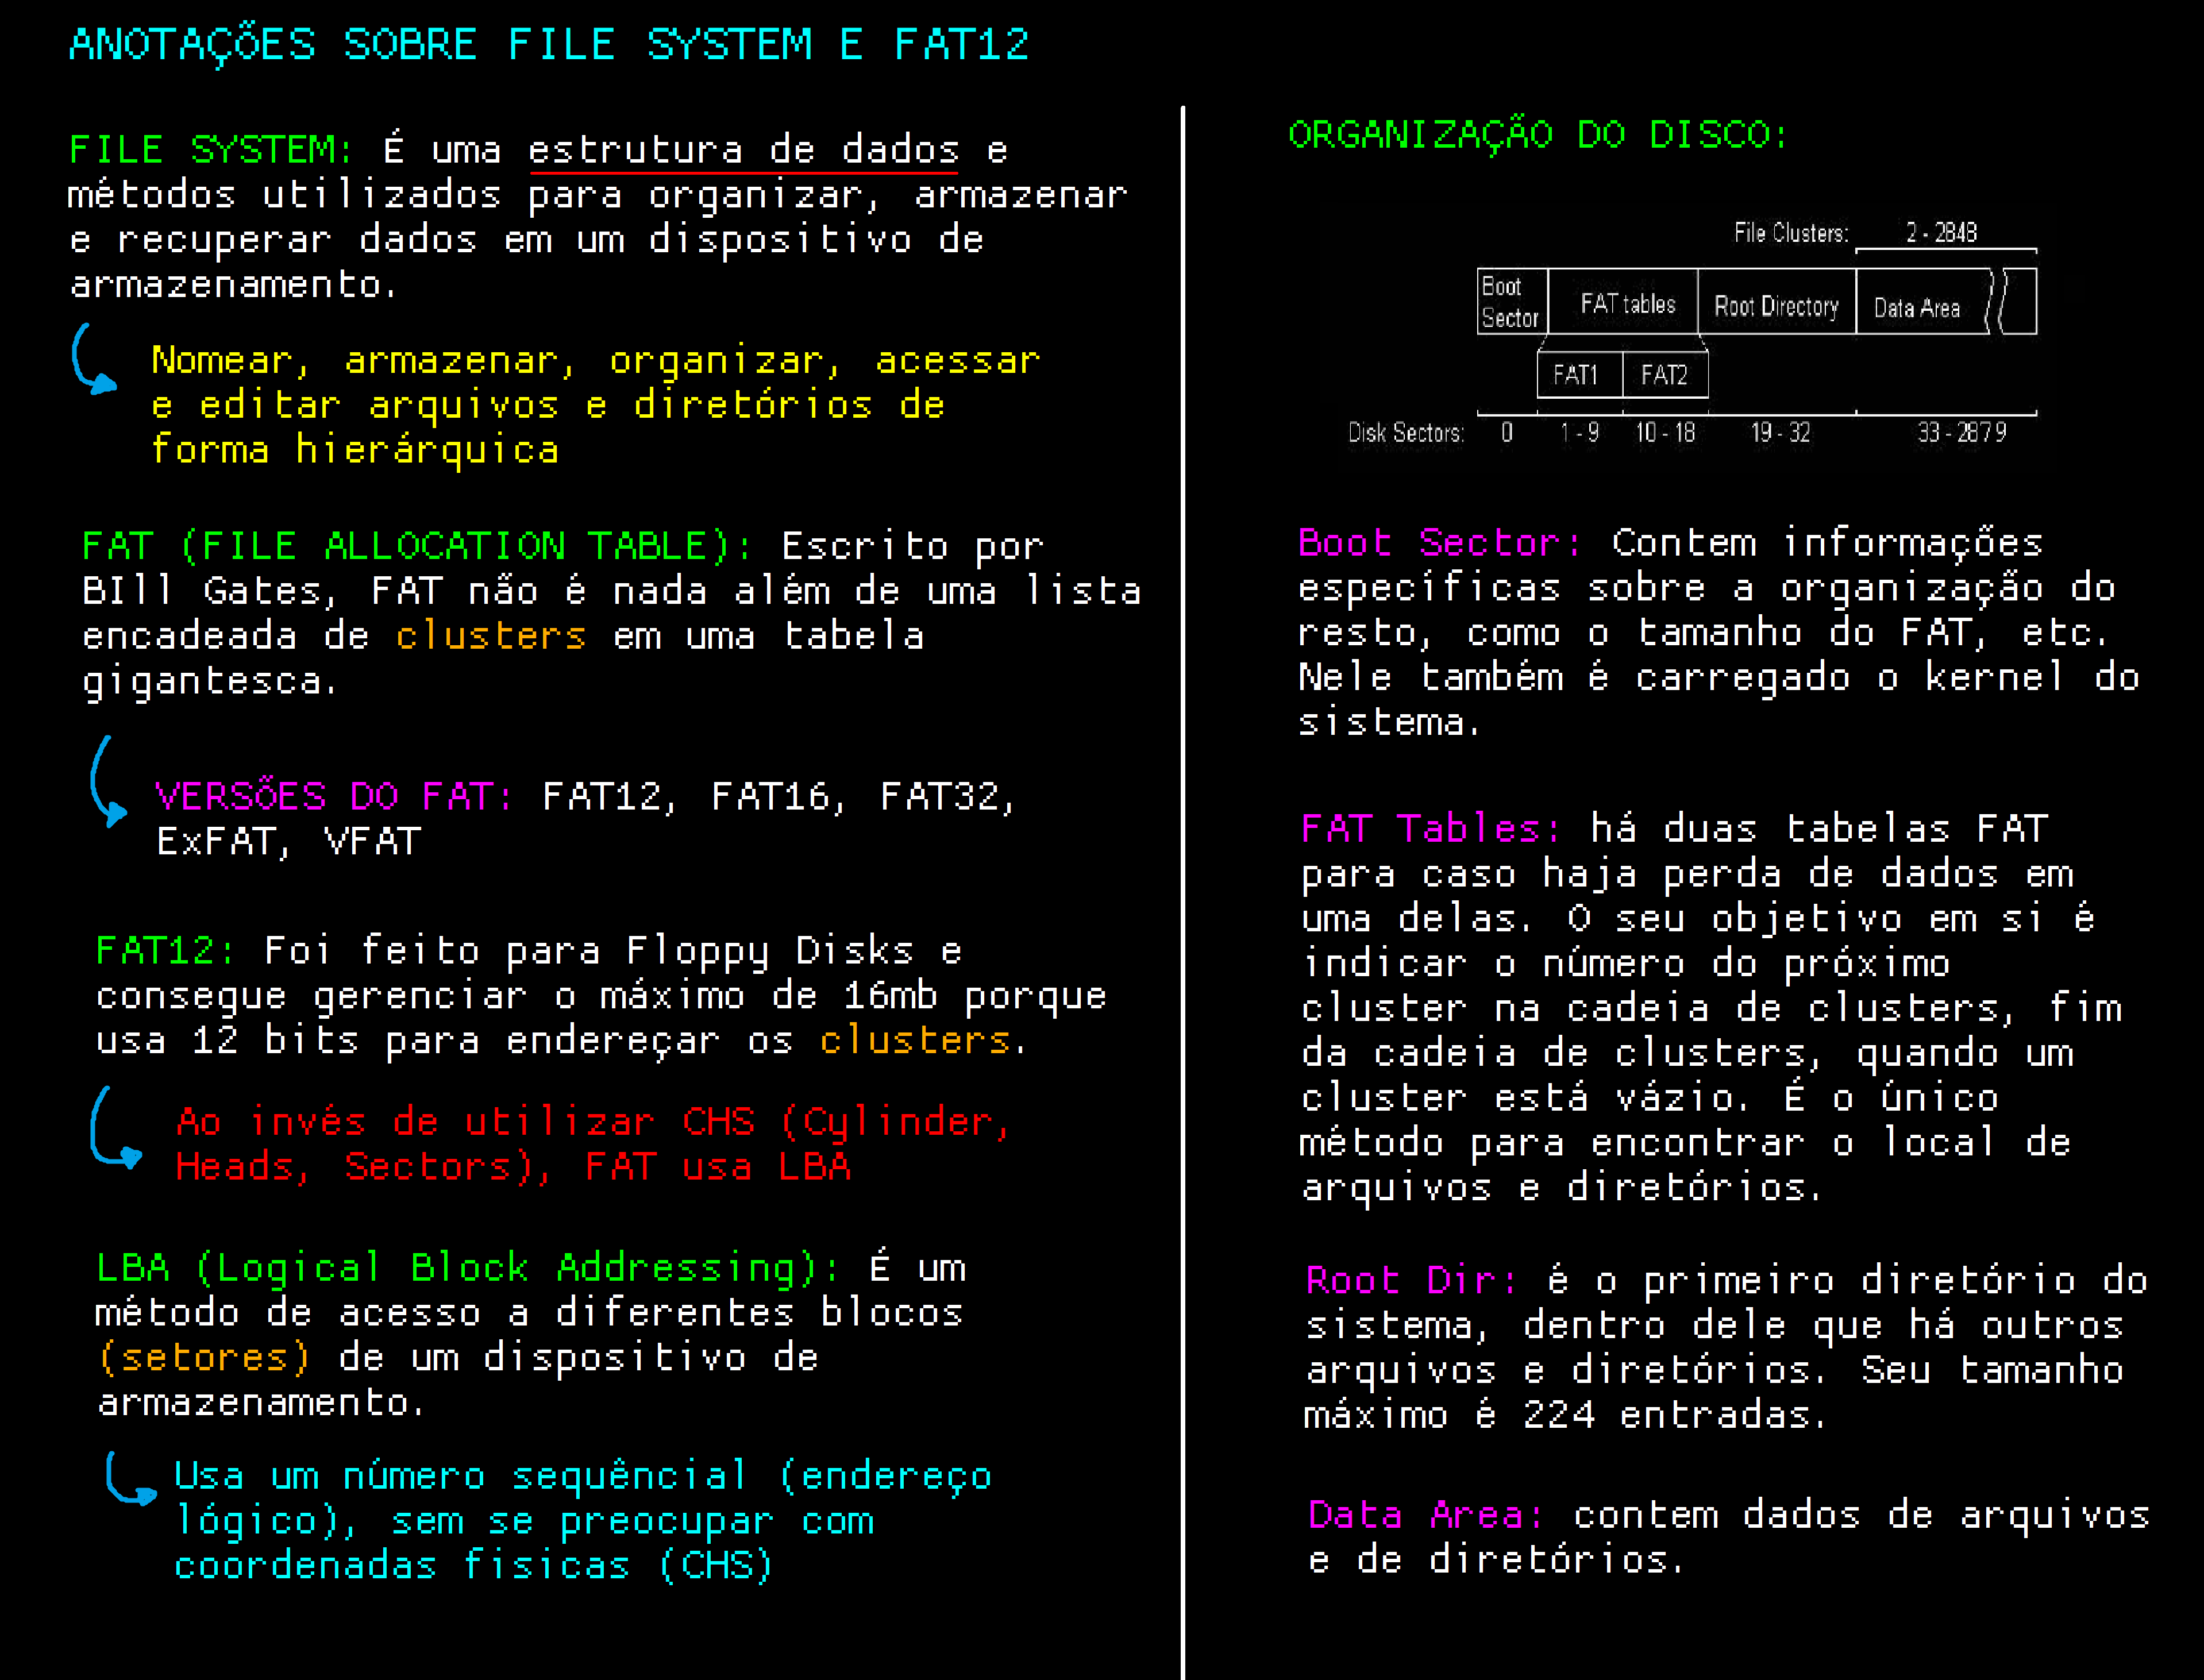 ANOTAÇÕES SOBRE FILE SYSTEM E FAT12
FILE SYSTEM: É uma estrutura de dados e
métodos utilizados para organizar, armazenar
e recuperar dados em um dispositivo de
armazenamento.
Nomear, armazenar, organizar, acessar
e editar arquivos e diretórios de
forma hierárquica
FAT (FILE ALLOCATION TABLE): Escrito por
BIll Gates, FAT não é nada além de uma lista
encadeada de clusters em uma tabela
gigantesca.
VERSÕES DO FAT: FAT12, FAT16, FAT32,
ExFAT, VFAT
FAT12: Foi feito para Floppy Disks e
consegue gerenciar o máximo de 16mb porque
usa 12 bits para endereçar os clusters.
Ao invés de utilizar CHS (Cylinder,
Heads, Sectors), FAT usa LBA
LBA (Logical Block Addressing): É um
método de acesso a diferentes blocos
(setores) de um dispositivo de
armazenamento.
Usa um número sequêncial (endereço
lógico), sem se preocupar com
coordenadas fisicas (CHS)
ORGANIZAÇÃO DO DISCO:
File Clusters: 2 - 2848
Boot Sector FAT tables Root Directory Data Area
FAT1 FAT2
Disk Sectors: 0 1 - 9 10 - 18 19 - 32 33 - 2879
Boot Sector: Contem informações
específicas sobre a organização do
resto, como o tamanho do FAT, etc.
Nele também é carregado o kernel do
sistema.
FAT Tables: há duas tabelas FAT
para caso haja perda de dados em
uma delas. O seu objetivo em si é
indicar o número do próximo
cluster na cadeia de clusters, fim
da cadeia de clusters, quando um
cluster está vázio. É o único
método para encontrar o local de
arquivos e diretórios.
Root Dir: é o primeiro diretório do
sistema, dentro dele que há outros
arquivos e diretórios. Seu tamanho
máximo é 224 entradas.
Data Area: contem dados de arquivos
e de diretórios.